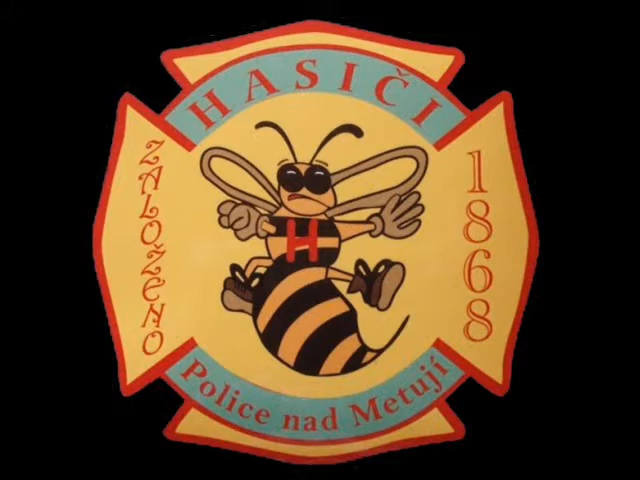 HASIČI
ZALOŽENO
1868
H
Police nad Metují